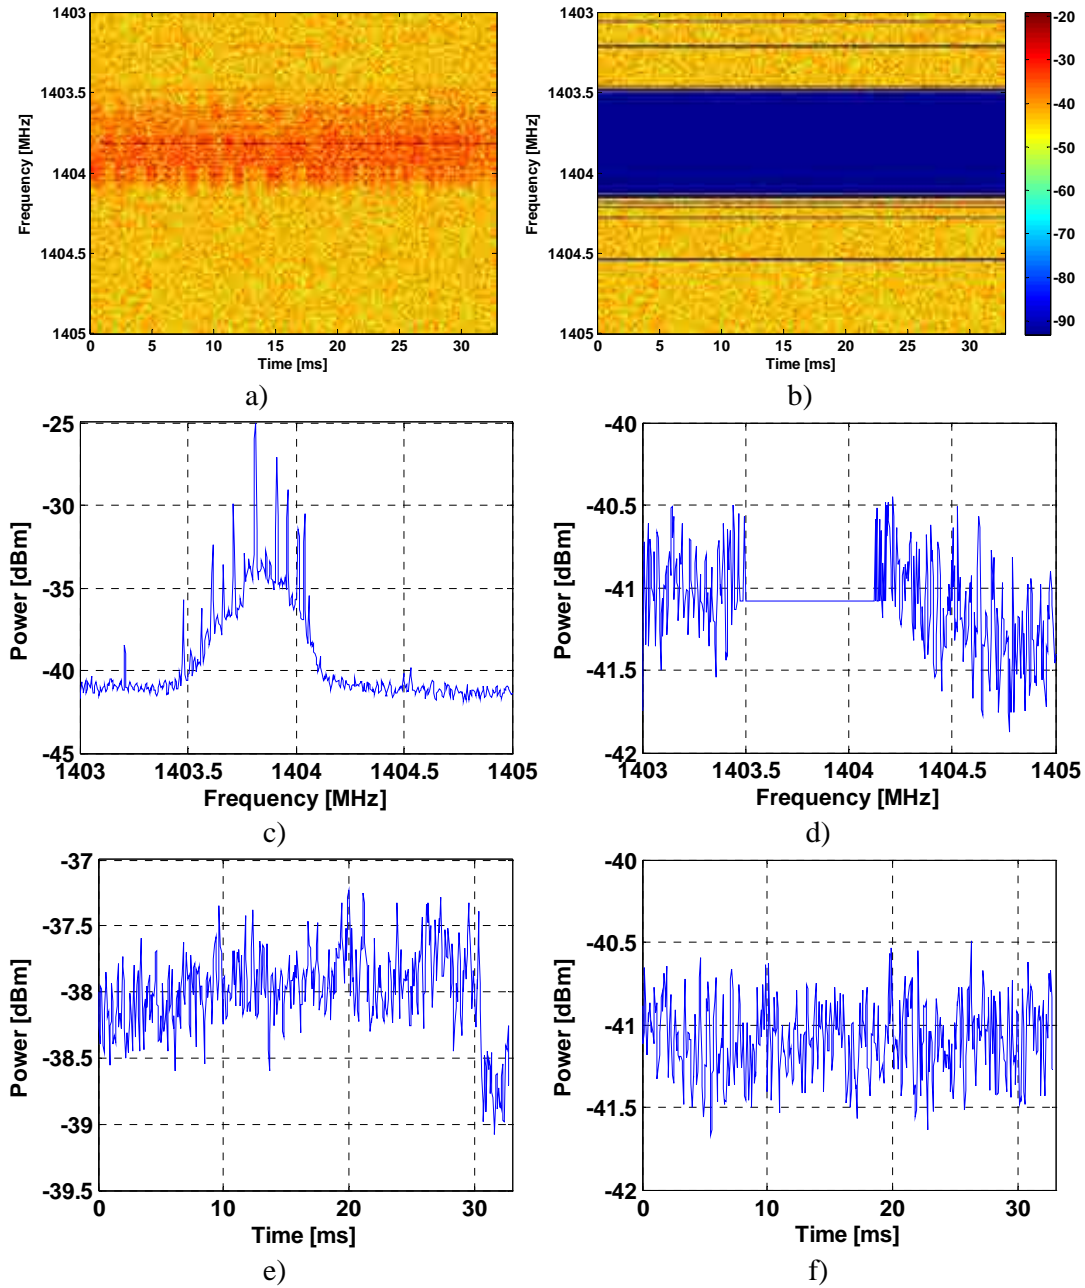 1403
1403.5
1404
1404.5
1405
Frequency [MHz]
0 5 10 15 20 25 30
Time [ms]
a)
1403
1403.5
1404
1404.5
1405
Frequency [MHz]
0 5 10 15 20 25 30
Time [ms]
b)
-20
-30
-40
-50
-60
-70
-80
-90
-25
-30
-35
-40
-45
Power [dBm]
1403 1403.5 1404 1404.5 1405
Frequency [MHz]
c)
-40
-40.5
-41
-41.5
-42
Power [dBm]
1403 1403.5 1404 1404.5 1405
Frequency [MHz]
d)
-37
-37.5
-38
-38.5
-39
-39.5
Power [dBm]
0 10 20 30
Time [ms]
e)
-40
-40.5
-41
-41.5
-42
Power [dBm]
0 10 20 30
Time [ms]
f)